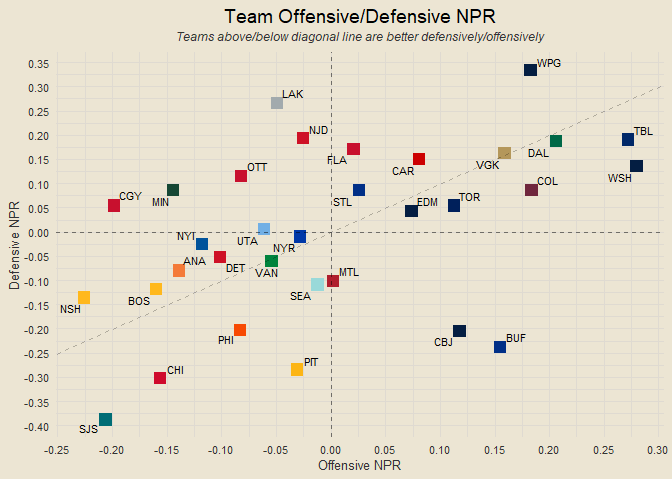 Team Offensive/Defensive NPR
Teams above/below diagonal line are better defensively/offensively
0.35
WPG
0.30
LAK
0.25
0.20
NJD
TBL
0.15
FLA
DAL
CAR
VGK
OTT
WSH
0.10
COL
CGY
MIN
STL
EDM
TOR
0.05
NYI
UTA
NYR
0.00
ANA
DET
VAN
-0.05
MTL
SEA
-0.10
BOS
NSH
-0.15
-0.20
PHI
CBJ
BUF
-0.25
PIT
CHI
-0.30
-0.35
SJS
-0.40
Defensive NPR
-0.25
-0.20
-0.15
-0.10
-0.05
0.00
0.05
0.10
0.15
0.20
0.25
0.30
Offensive NPR